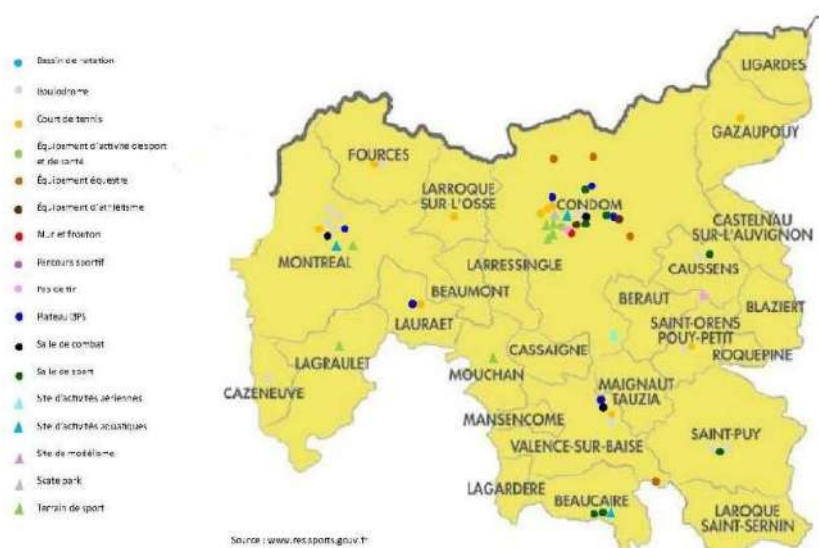 Bassin de natation
Boulodrome
Court de tennis
Équipement d'activité de sport
et de santé
Équipement équestre
Équipement d'athlétisme
Mur et fronton
Parcours sportif
Pas de tir
Plateau EPS
Salle de combat
Salle de sport
Site d'activités aériennes
Site d'activités aquatiques
Site de modélisme
Scate park
Terrain de sport
LIGARDES
GAZAUPOUY
FOURCES
LARROQUE
SUR L'OSSE
CONDOM
CASTELNAU
SUR-L'AUVIGNON
MONTREAL
LARRESSINGLE
CAUSSENS
BEAUMONT
BERAUT
BLAZIERT
LAURAET
SAINT-ORENS
POUY-PETIT
CASSAIGNE
ROQUEPINE
LAGRAULET
MOUCHAN
CAZENEUVE
MAIGNAUT
TAUZIA
MANSENCOME
VALENCE-SUR-BAISE
SAINT-PUY
LAGARDERE
BEAUCAIRE
LAROQUE
SAINT-SERNIN
Source : www.res.sports.gouv.fr